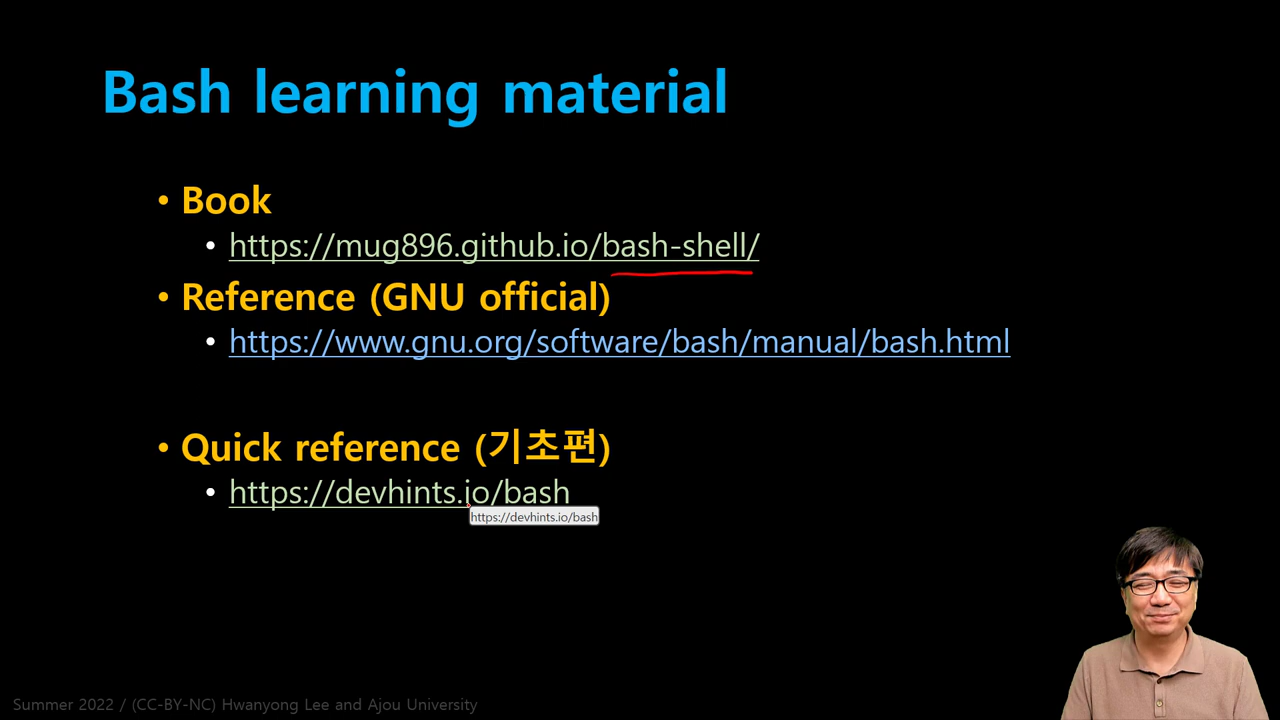 Bash learning material
• Book
• https://mug896.github.io/bash-shell/
• Reference (GNU official)
• https://www.gnu.org/software/bash/manual/bash.html
• Quick reference (기초편)
• https://devhints.io/bash
https://devhints.io/bash
Summer 2022 / (CC-BY-NC) Hwanyong Lee and Ajou University